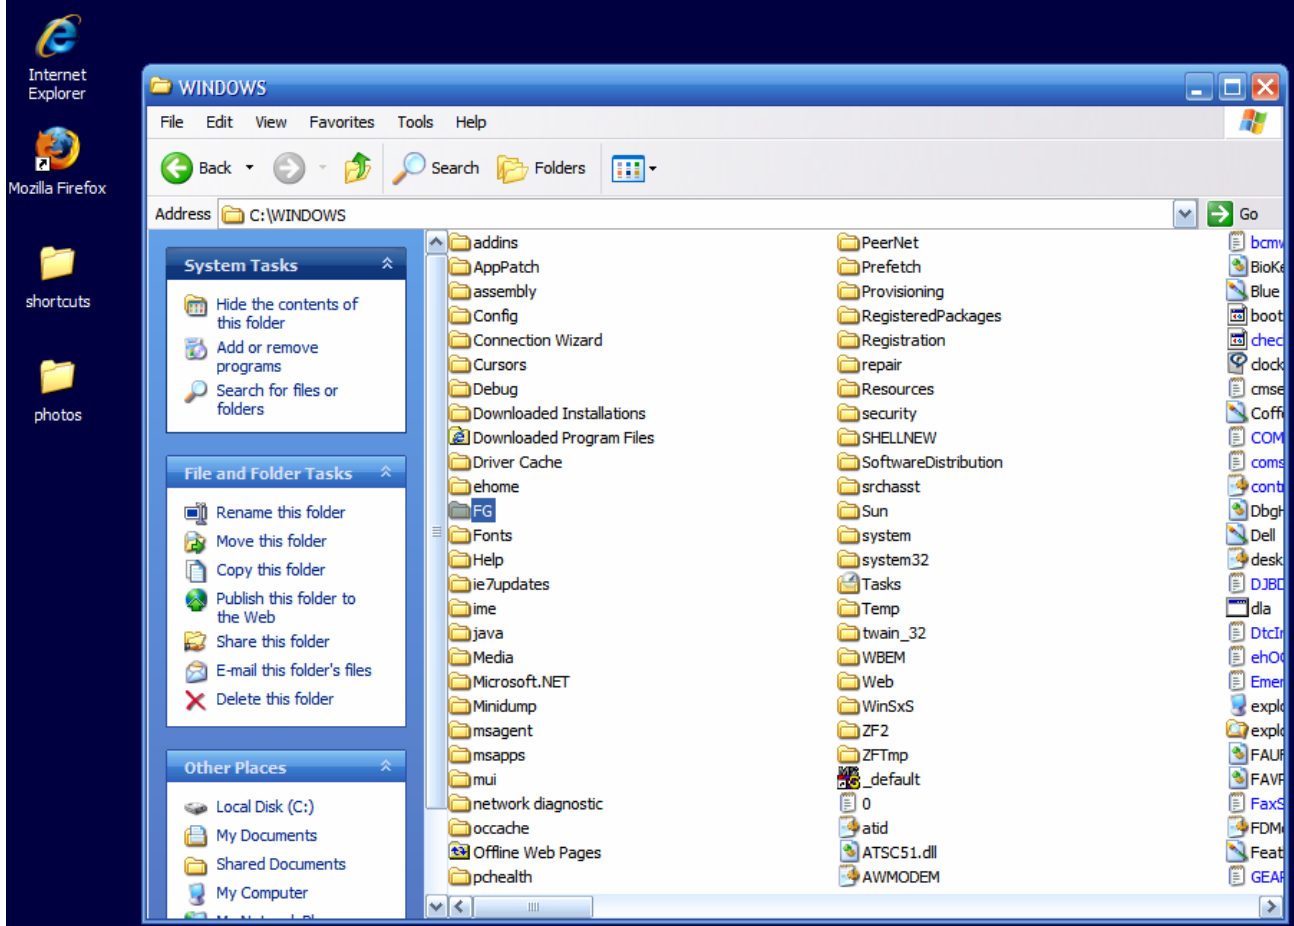 Internet
Explorer
Mozilla Firefox
shortcuts
photos
WINDOWS
File Edit View Favorites Tools Help
Back Search Folders
Address C:\WINDOWS Go
System Tasks
Hide the contents of
this folder
Add or remove
programs
Search for files or
folders
File and Folder Tasks
Rename this folder
Move this folder
Copy this folder
Publish this folder to
the Web
Share this folder
E-mail this folder's files
Delete this folder
Other Places
Local Disk (C:)
My Documents
Shared Documents
My Computer
addins
AppPatch
assembly
Config
Connection Wizard
Cursors
Debug
Downloaded Installations
Downloaded Program Files
Driver Cache
ehome
FG
Fonts
Help
ie7updates
ime
java
Media
Microsoft.NET
Minidump
msagent
msapps
mui
network diagnostic
occache
Offline Web Pages
pchealth
PeerNet
Prefetch
Provisioning
RegisteredPackages
Registration
repair
Resources
security
SHELLNEW
SoftwareDistribution
srchasst
Sun
system
system32
Tasks
Temp
twain_32
WBEM
Web
WinSxS
ZF2
ZFTmp
_default
0
atid
ATSC51.dll
AWMODEM
Blue
boot
clock
COM
coms
Dell
desk
dla